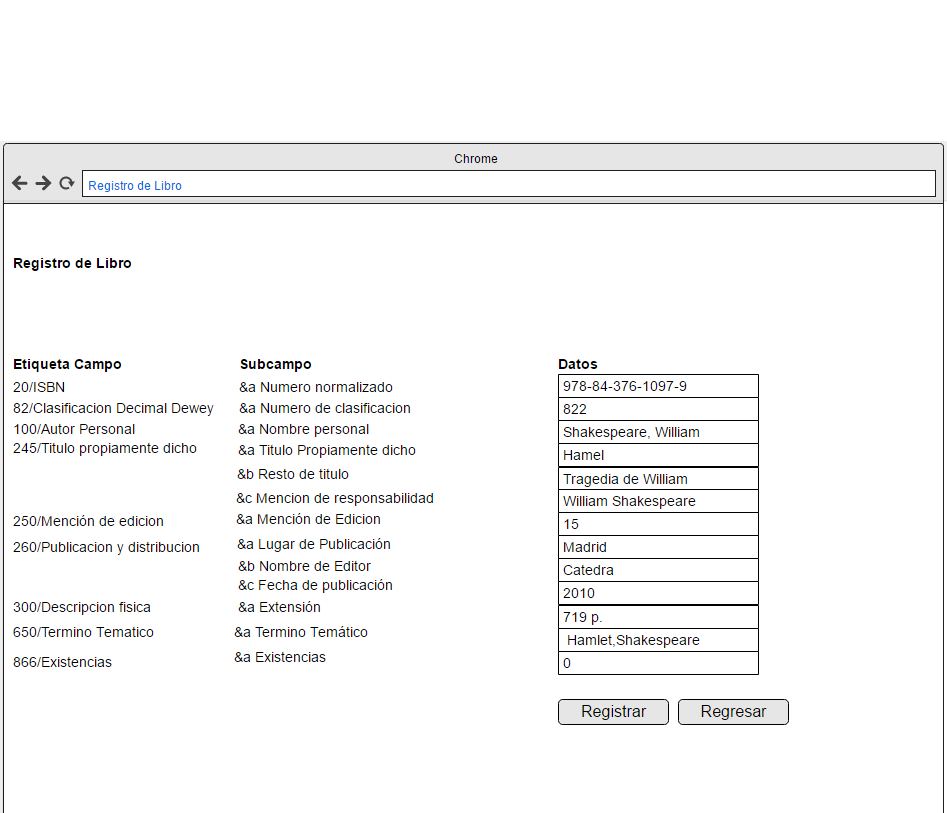 Chrome
Registro de Libro
Registro de Libro
Etiqueta Campo Subcampo Datos
20/ISBN &a Numero normalizado 978-84-376-1097-9
82/Clasificacion Decimal Dewey &a Numero de clasificacion 822
100/Autor Personal &a Nombre personal Shakespeare, William
245/Titulo propiamente dicho &a Titulo Propiamente dicho Hamel
&b Resto de titulo Tragedia de William
&c Mencion de responsabilidad William Shakespeare
250/Mención de edicion &a Mención de Edicion 15
260/Publicacion y distribucion &a Lugar de Publicación Madrid
&b Nombre de Editor Catedra
&c Fecha de publicación 2010
300/Descripcion fisica &a Extensión 719 p.
650/Termino Tematico &a Termino Temático Hamlet,Shakespeare
866/Existencias &a Existencias 0
Registrar Regresar